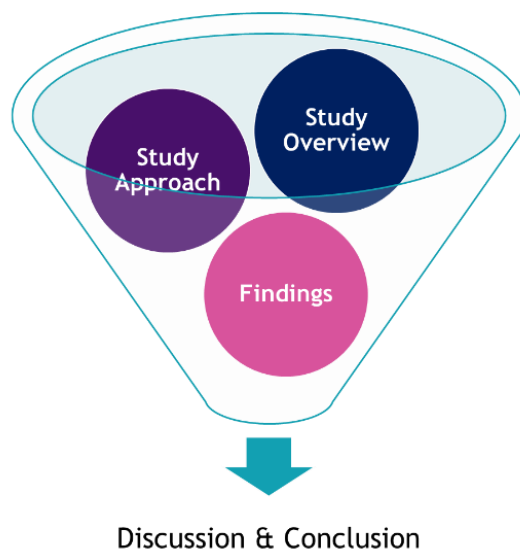 Study
Overview
Study
Approach
Findings
Discussion & Conclusion